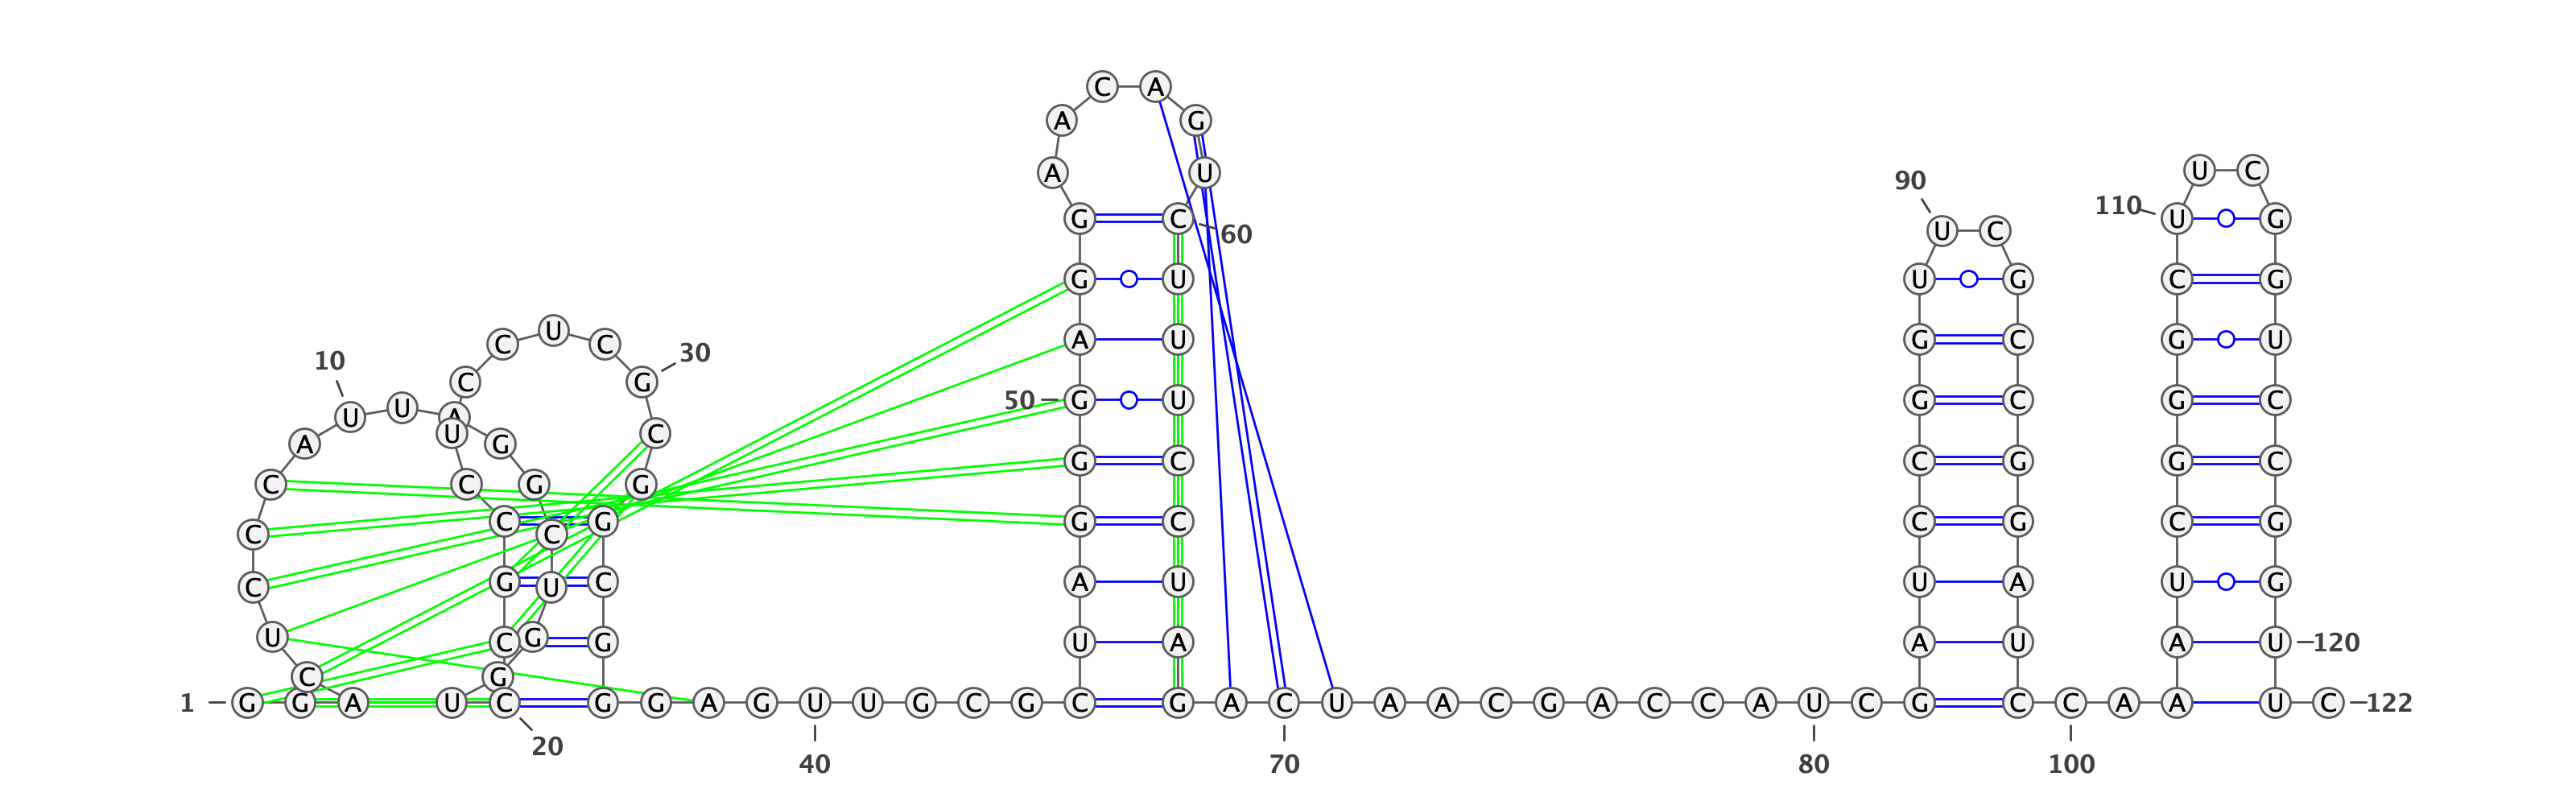 C A
A G
U C
A U
90
110 U G
G C
U C
60
G U U G C G
U
A U G C G U
C C
30
10
C G
50 G U G C G C
U
U A
U C
A G
G C C G G C
C C G G
C G G C C G C G
C C
G C A U U A U G
C U
U G
C G U A A U A U 120
C G
1 G G A U C G G A G U U G C G C G A C U A A C G A C C A U C G C C A A U C 122
20
40 70 80 100